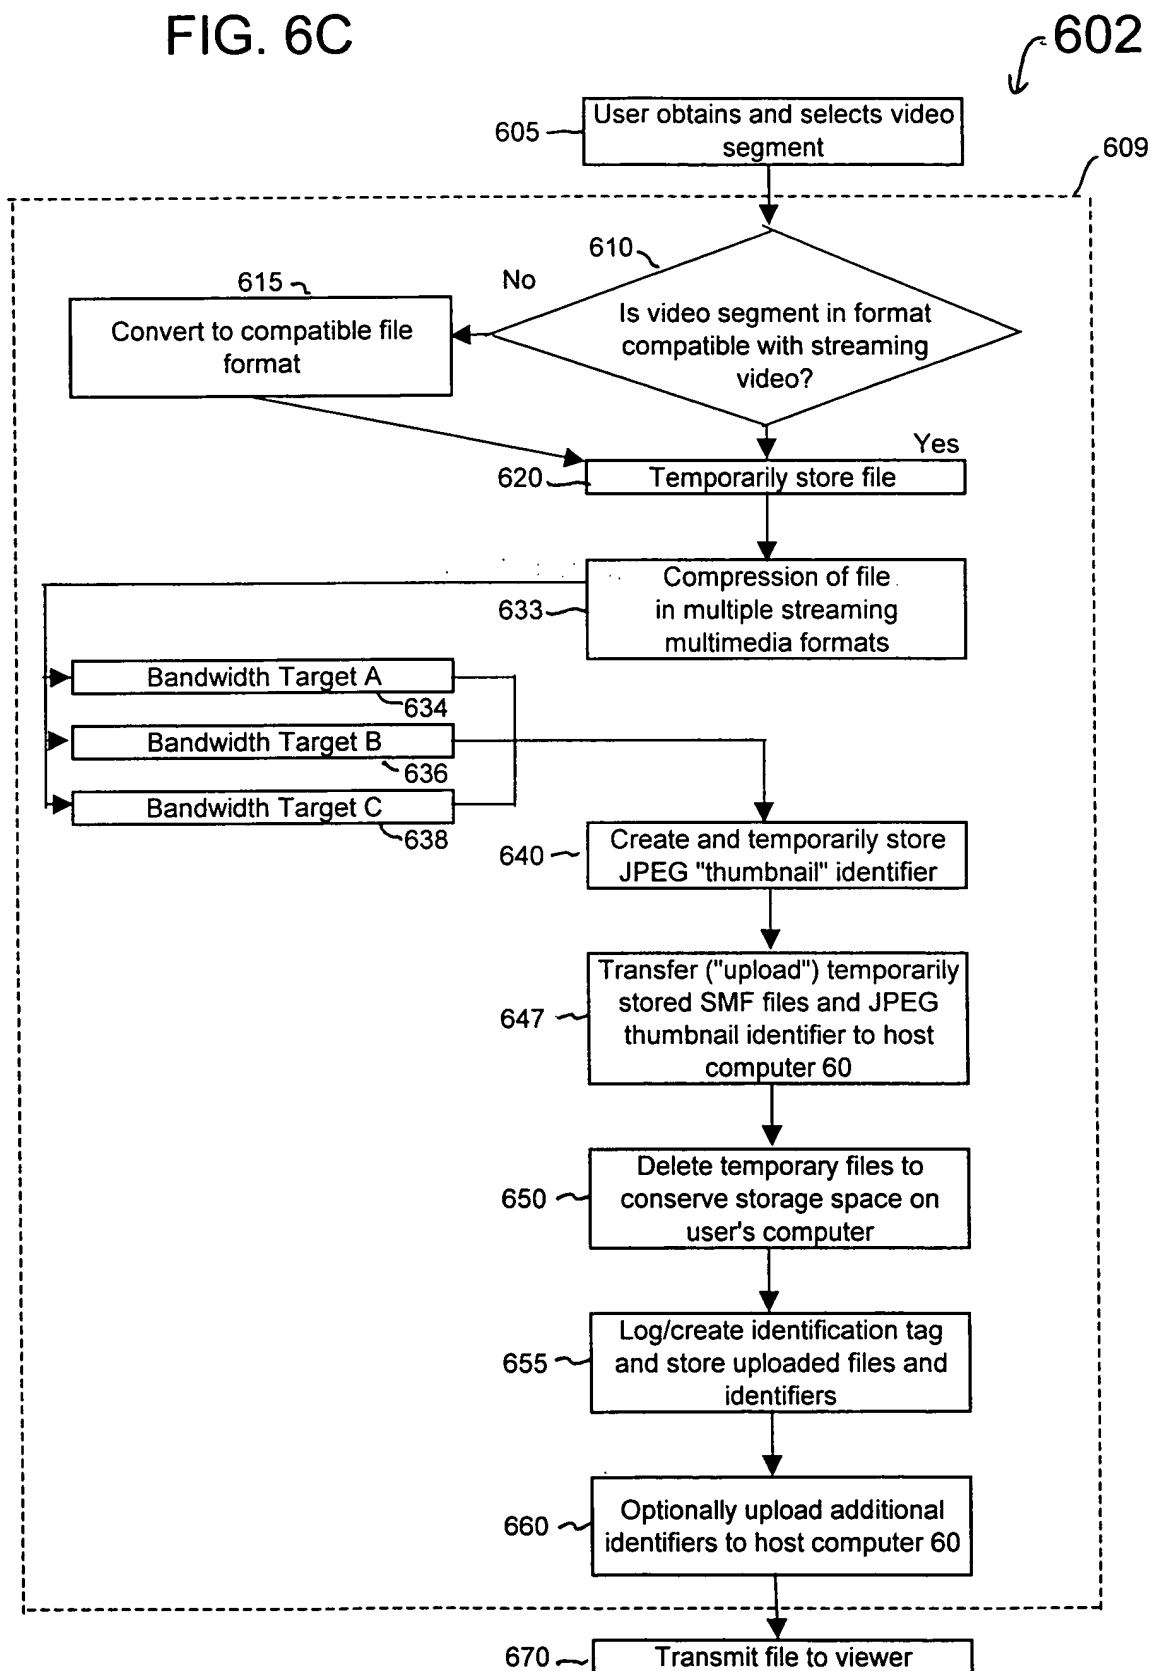 FIG. 6C
602
605
User obtains and selects video
segment
609
610
No
615
Convert to compatible file
format
Is video segment in format
compatible with streaming
video?
Yes
620
Temporarily store file
633
Compression of file
in multiple streaming
multimedia formats
Bandwidth Target A
634
Bandwidth Target B
636
Bandwidth Target C
638
640
Create and temporarily store
JPEG "thumbnail" identifier
647
Transfer ("upload") temporarily
stored SMF files and JPEG
thumbnail identifier to host
computer 60
650
Delete temporary files to
conserve storage space on
user's computer
655
Log/create identification tag
and store uploaded files and
identifiers
660
Optionally upload additional
identifiers to host computer 60
670
Transmit file to viewer